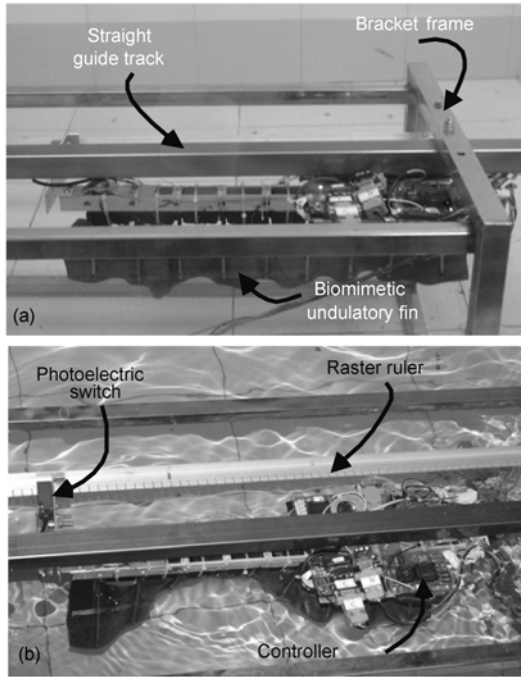 Straight
guide track
Bracket frame
Biomimetic
undulatory fin
(a)
Photoelectric
switch
Raster ruler
Controller
(b)